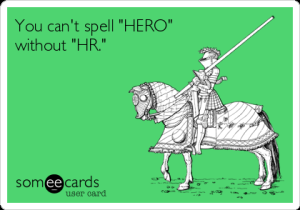 You can't spell "HERO"
without "HR."
someecards
user card